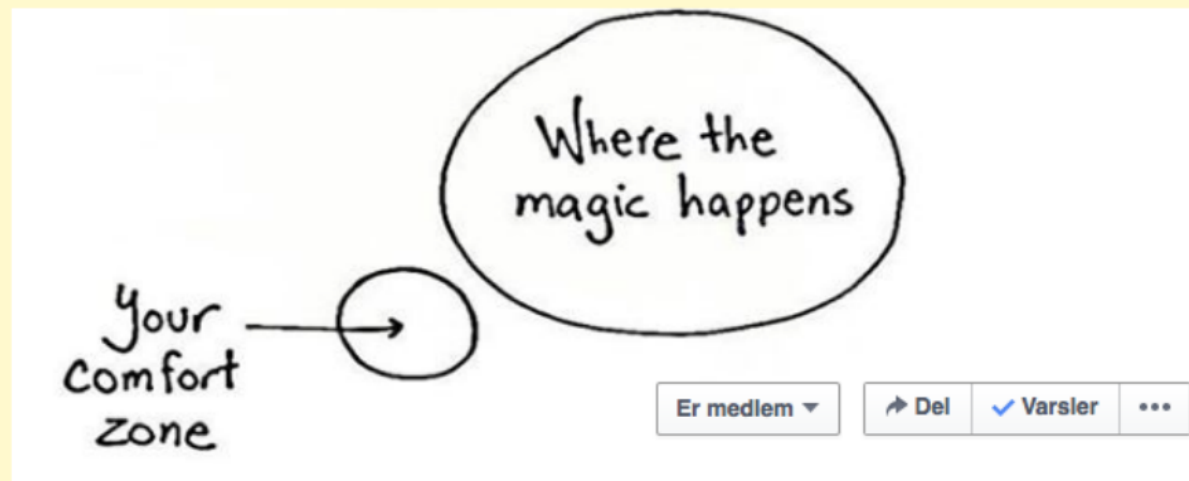 Where the
magic happens
Your
comfort
zone
Er medlem
Del
Varsler